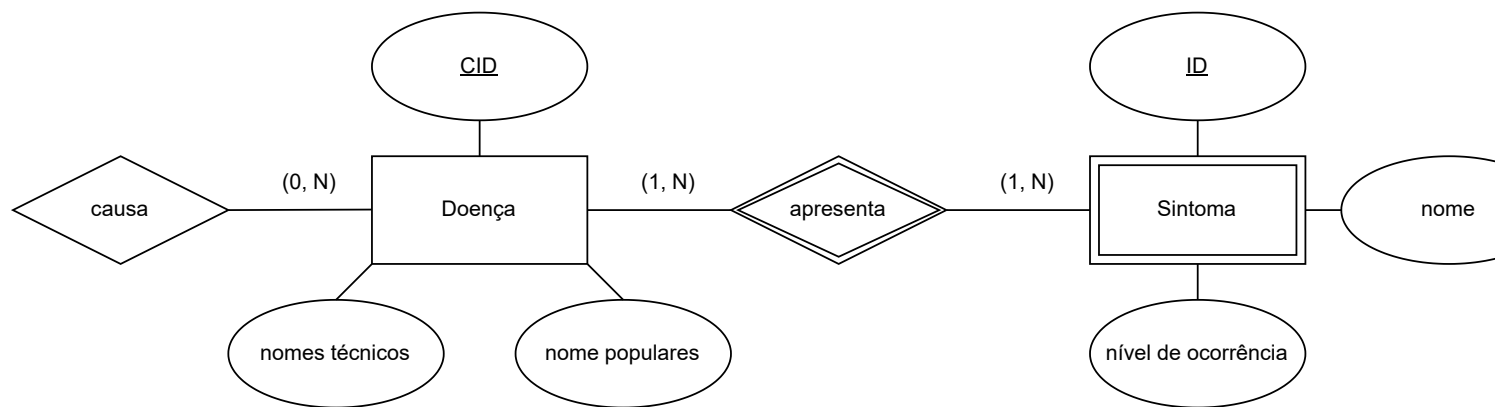 CID
ID
(0, N)
(1, N)
(1, N)
causa
Doença
apresenta
Sintoma
nome
nomes técnicos
nome populares
nível de ocorrência